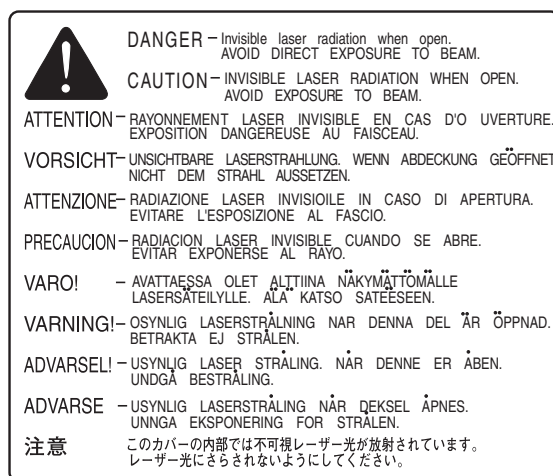 DANGER – Invisible laser radiation when open.
AVOID DIRECT EXPOSURE TO BEAM.
CAUTION – INVISIBLE LASER RADIATION WHEN OPEN.
AVOID EXPOSURE TO BEAM.
ATTENTION – RAYONNEMENT LASER INVISIBLE EN CAS D'O UVERTURE.
EXPOSITION DANGEREUSE AU FAISCEAU.
VORSICHT – UNSICHTBARE LASERSTRAHLUNG. WENN ABDECKUNG GEÖFFNET
NICHT DEM STRAHL AUSSETZEN.
ATTENZIONE – RADIAZIONE LASER INVISIOILE IN CASO DI APERTURA.
EVITARE L'ESPOSIZIONE AL FASCIO.
PRECAUCION – RADIACION LASER INVISIBLE CUANDO SE ABRE.
EVITAR EXPONERSE AL RAYO.
VARO! – AVATTAESSA OLET ALTTIINA NÄKYMÄTTÖMÄLLE
LASERSÄTEILYLLE. ÄLÄ KATSO SATEÈSEEN.
VARNING! – OSYNLIG LASERSTRÅLNING NAR DENNA DEL ÄR ÖPPNAD.
BETRAKTA EJ STRÅLEN.
ADVARSEL! – USYNLIG LASER STRÅLING. NÅR DENNE ER ÅBEN.
UNDGÅ BESTRÅLING.
ADVARSE – USYNLIG LASERSTRÅLING NÅR DEKSEL ÅPNES.
UNNGA EKSPONERING FOR STRÅLEN.
注意 このカバーの内部では不可視レーザー光が放射されています。
レーザー光にさらされないようにしてください。